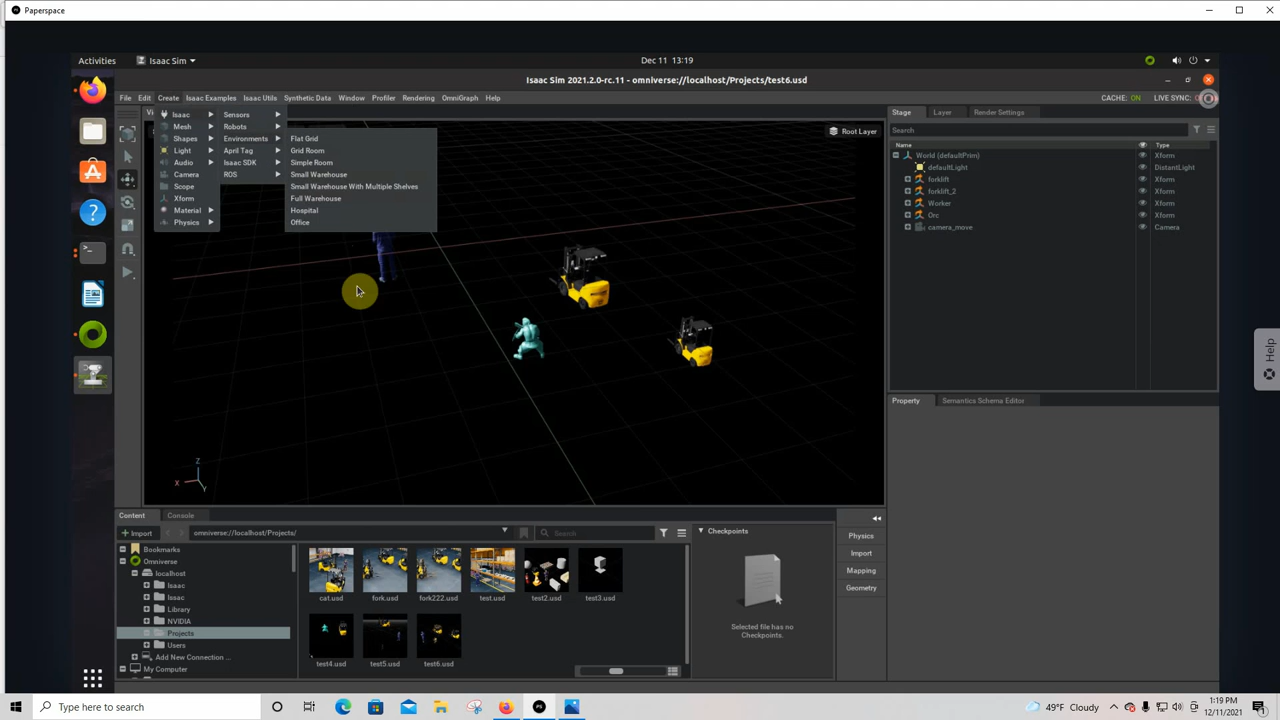 Paperspace
Activities
Isaac Sim
Dec 11 13:19
Isaac Sim 2021.2.0-rc.11 - omniverse://localhost/Projects/test6.usd
File Edit Create Isaac Examples Isaac Utils Synthetic Data Window Profiler Rendering OmniGraph Help
CACHE: ON
LIVE SYNC:
Isaac
Mesh
Shapes
Light
Audio
Camera
Scope
Xform
Material
Physics
Sensors
Robots
Environments
April Tag
Isaac SDK
ROS
Flat Grid
Grid Room
Simple Room
Small Warehouse
Small Warehouse With Multiple Shelves
Full Warehouse
Hospital
Office
Root Layer
Z
X
Y
Stage Layer Render Settings
Search
Name Type
World (defaultPrim) Xform
defaultLight DistantLight
forklift Xform
forklift_2 Xform
Worker Xform
Orc Xform
camera_move Camera
Help
Property Semantics Schema Editor
Content Console
Import
omniverse://localhost/Projects/
Search
Bookmarks
Omniverse
localhost
Isaac
Issac
Library
NVIDIA
Projects
Users
Add New Connection ...
My Computer
cat.usd fork.usd fork222.usd test.usd test2.usd test3.usd
test4.usd test5.usd test6.usd
Checkpoints
Selected file has no
Checkpoints.
Physics
Import
Mapping
Geometry
Type here to search
49°F Cloudy
1:19 PM
12/11/2021